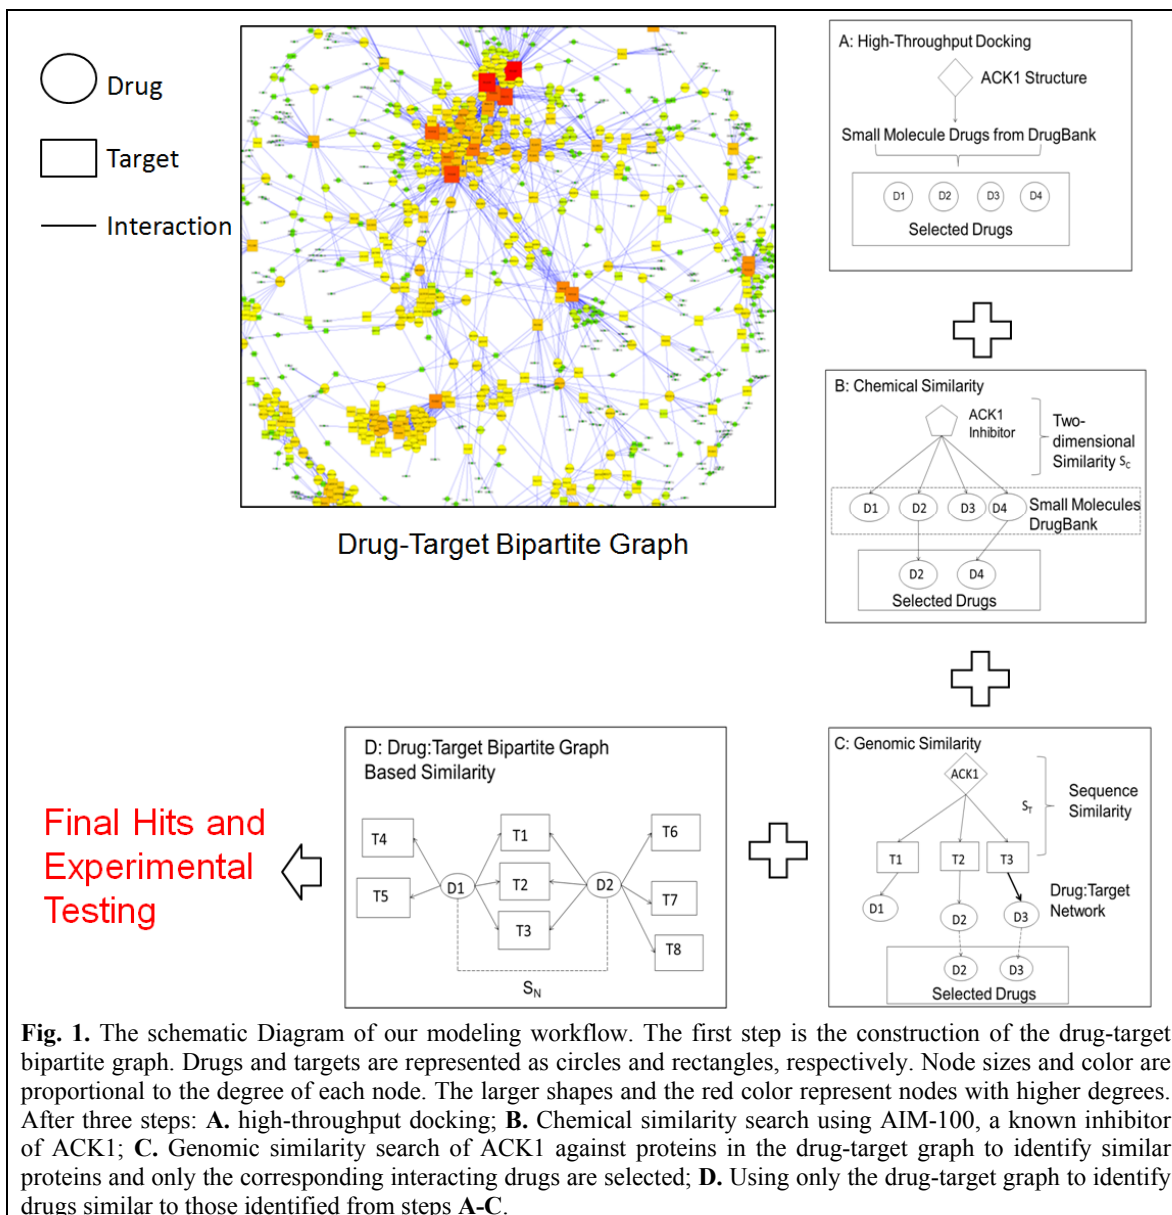 Drug
Target
Interaction
Drug-Target Bipartite Graph
A: High-Throughput Docking
ACK1 Structure
Small Molecule Drugs from DrugBank
D1 D2 D3 D4
Selected Drugs
B: Chemical Similarity
ACK1
Inhibitor
Two-
dimensional
Similarity Sc
D1 D2 D3 D4
Small Molecules
DrugBank
D2 D4
Selected Drugs
C: Genomic Similarity
ACK1
ST
Sequence
Similarity
T1 T2 T3
Drug:Target
Network
D1 D2 D3
D2 D3
Selected Drugs
D: Drug:Target Bipartite Graph
Based Similarity
T4 T1 T6
D1 T2 D2
T5 T7
T3
T8
SN
Final Hits and
Experimental
Testing
Fig. 1. The schematic Diagram of our modeling workflow. The first step is the construction of the drug-target
bipartite graph. Drugs and targets are represented as circles and rectangles, respectively. Node sizes and color are
proportional to the degree of each node. The larger shapes and the red color represent nodes with higher degrees.
After three steps: A. high-throughput docking; B. Chemical similarity search using AIM-100, a known inhibitor
of ACK1; C. Genomic similarity search of ACK1 against proteins in the drug-target graph to identify similar
proteins and only the corresponding interacting drugs are selected; D. Using only the drug-target graph to identify
drugs similar to those identified from steps A-C.